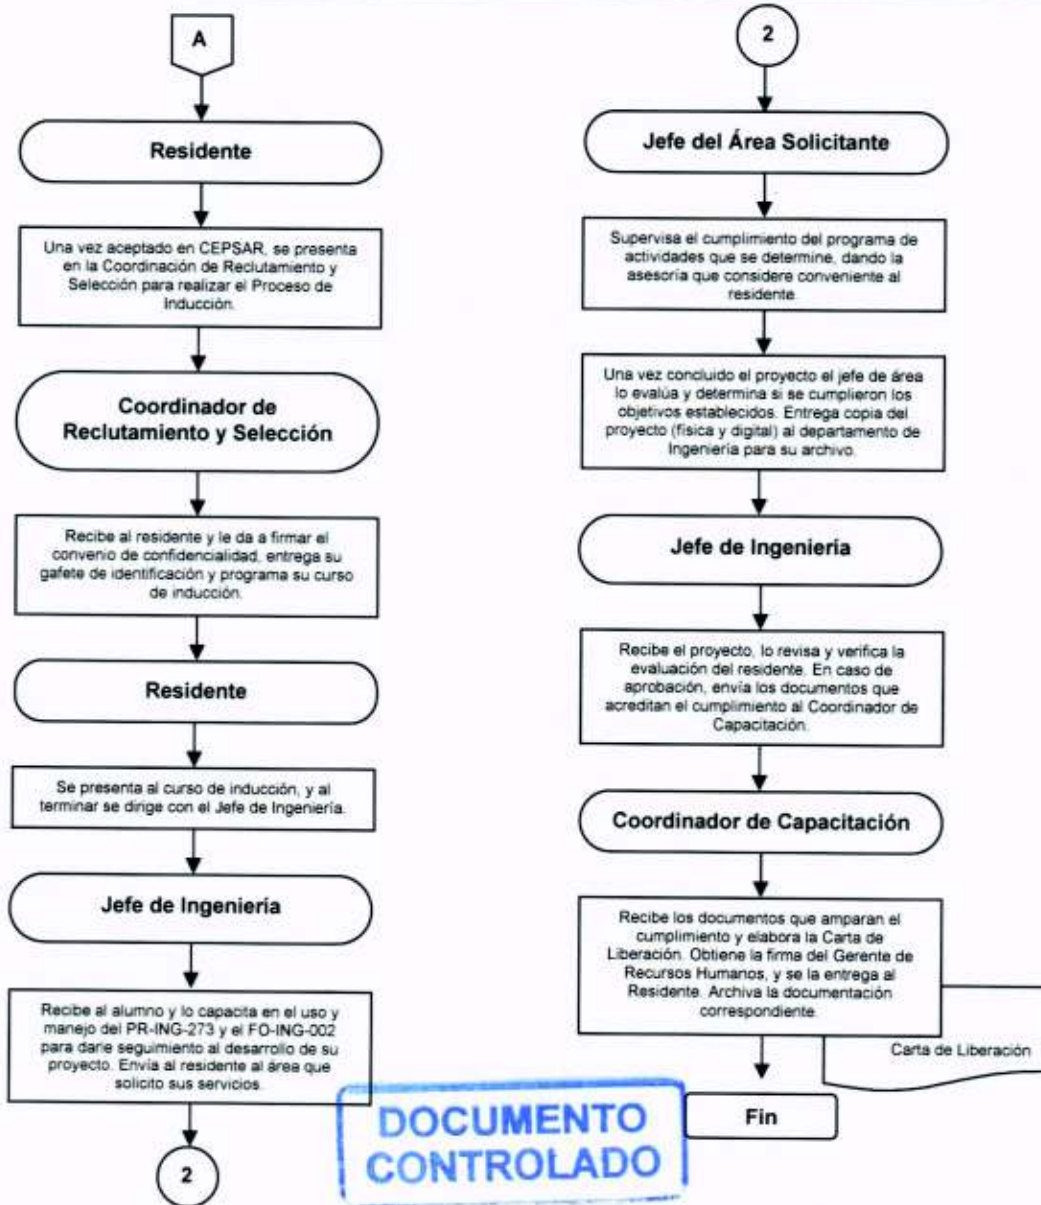 A
Residente
Una vez aceptado en CEPSAR, se presenta
en la Coordinación de Reclutamiento y
Selección para realizar el Proceso de
Inducción.
Coordinador de
Reclutamiento y Selección
Recibe al residente y le da a firmar el
convenio de confidencialidad, entrega su
gafete de identificación y programa su curso
de inducción.
Residente
Se presenta al curso de inducción, y al
terminar se dirige con el Jefe de Ingeniería.
Jefe de Ingeniería
Recibe al alumno y lo capacita en el uso y
manejo del PR-ING-273 y el FO-ING-002
para darle seguimiento al desarrollo de su
proyecto. Envía al residente al área que
solicito sus servicios.
2
2
Jefe del Área Solicitante
Supervisa el cumplimiento del programa de
actividades que se determine, dando la
asesoría que considere conveniente al
residente.
Una vez concluido el proyecto el jefe de área
lo evalúa y determina si se cumplieron los
objetivos establecidos. Entrega copia del
proyecto (física y digital) al departamento de
Ingeniería para su archivo.
Jefe de Ingeniería
Recibe el proyecto, lo revisa y verifica la
evaluación del residente. En caso de
aprobación, envía los documentos que
acreditan el cumplimiento al Coordinador de
Capacitación.
Coordinador de Capacitación
Recibe los documentos que amparan el
cumplimiento y elabora la Carta de
Liberación. Obtiene la firma del Gerente de
Recursos Humanos, y se la entrega al
Residente. Archiva la documentación
correspondiente.
Carta de Liberación
Fin
DOCUMENTO
CONTROLADO